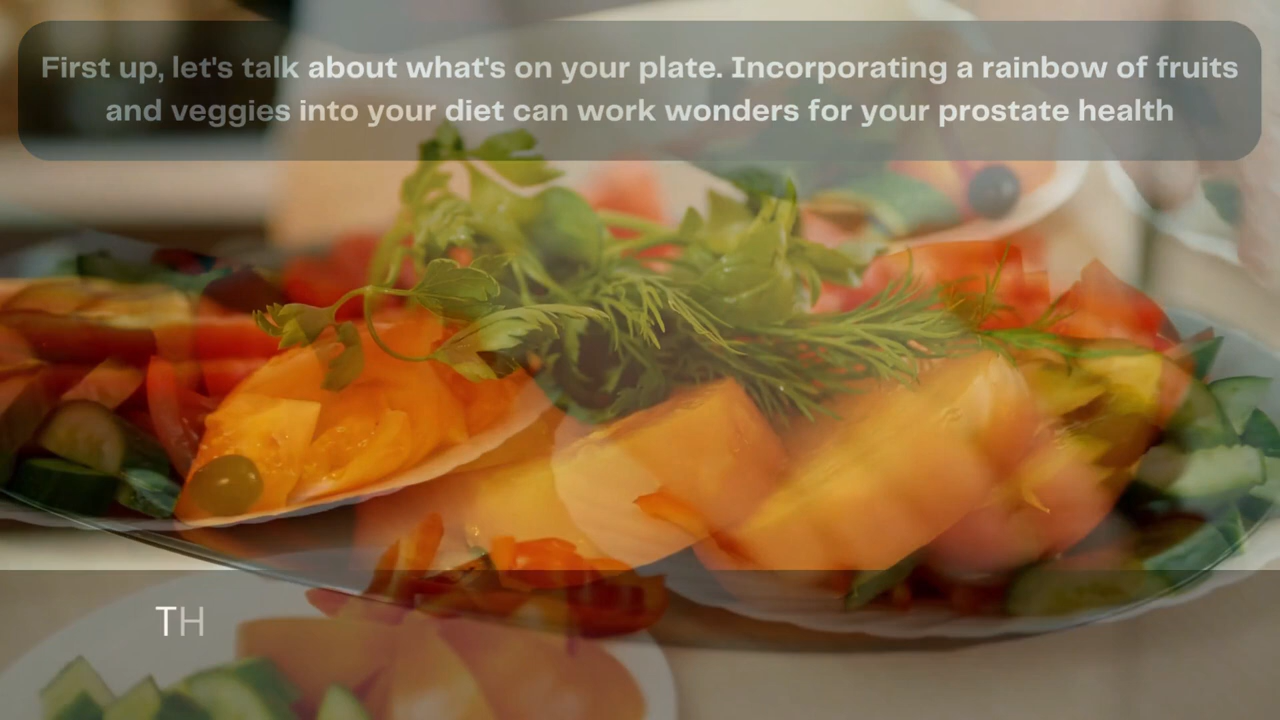 First up, let's talk about what's on your plate. Incorporating a rainbow of fruits
and veggies into your diet can work wonders for your prostate health
TH